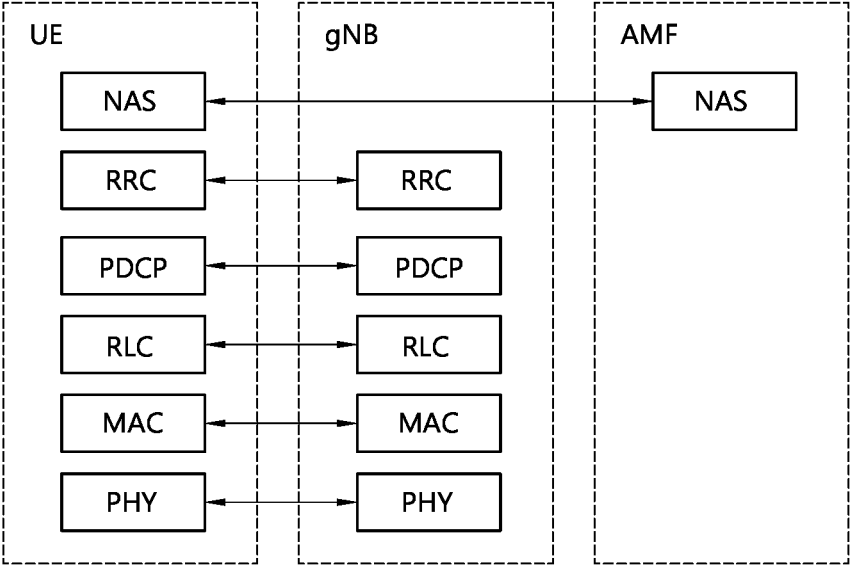 UE gNB AMF
NAS NAS
RRC RRC
PDCP PDCP
RLC RLC
MAC MAC
PHY PHY